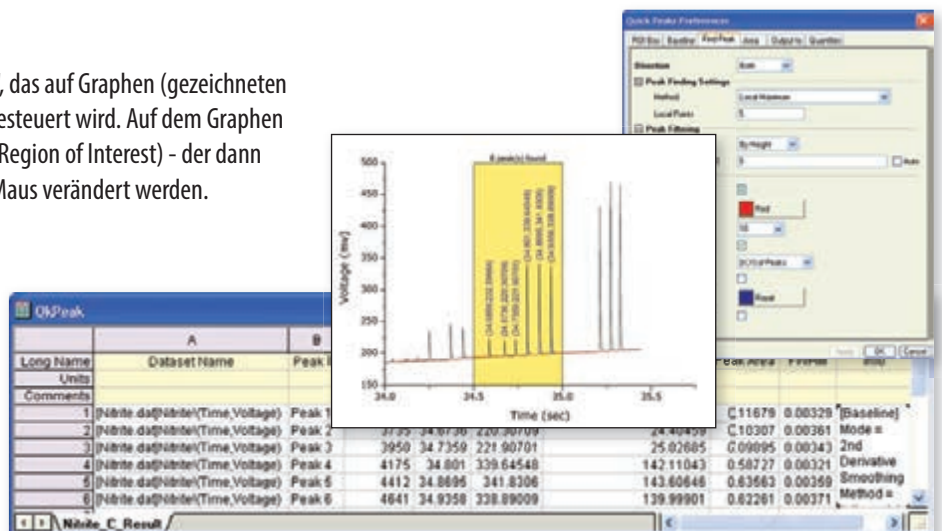 , das auf Graphen (gezeichneten
esteuert wird. Auf dem Graphen
Region of Interest) - der dann
Maus verändert werden.
Quick Peaks Preferences
ROI Box Baseline Find Peak Area Output to Quantities
Direction Both
Peak Finding Settings
Method Local Maximum
Local Points 5
Peak Filtering
By Height
Auto
Red
10
Red
OK Cancel
6 peak(s) found
500
450
400
350
300
250
200
150
Voltage (mv)
34.0 34.5 35.0 35.5
Time (sec)
QkPeak
A B
Long Name Dataset Name Peak
Units
Comments
1 [Nitrite.dat]Nitrite!(Time,Voltage) Peak 1 0.11679 0.00329 [Baseline]
2 [Nitrite.dat]Nitrite!(Time,Voltage) Peak 2 3735 34.6736 220.30709 24.40459 0.10307 0.00361 Mode =
3 [Nitrite.dat]Nitrite!(Time,Voltage) Peak 3 3950 34.7359 221.90701 25.02685 0.09895 0.00343 2nd
4 [Nitrite.dat]Nitrite!(Time,Voltage) Peak 4 4175 34.801 339.64548 142.11043 0.58727 0.00321 Derivative
5 [Nitrite.dat]Nitrite!(Time,Voltage) Peak 5 4412 34.8695 341.8306 143.60646 0.63563 0.00359 Smoothing
6 [Nitrite.dat]Nitrite!(Time,Voltage) Peak 6 4641 34.9358 338.89009 139.99901 0.62261 0.00371 Method =
Nitrite_C_Result